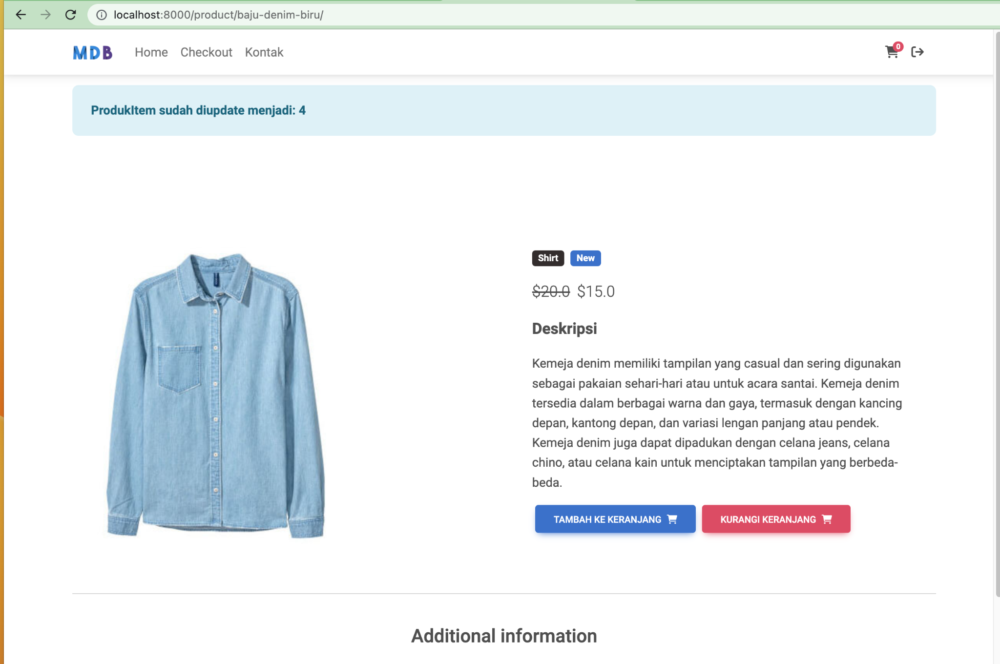 localhost:8000/product/baju-denim-biru/
MDB Home Checkout Kontak 0
ProdukItem sudah diupdate menjadi: 4
Shirt New
$20.0 $15.0
Deskripsi
Kemeja denim memiliki tampilan yang casual dan sering digunakan
sebagai pakaian sehari-hari atau untuk acara santai. Kemeja denim
tersedia dalam berbagai warna dan gaya, termasuk dengan kancing
depan, kantong depan, dan variasi lengan panjang atau pendek.
Kemeja denim juga dapat dipadukan dengan celana jeans, celana
chino, atau celana kain untuk menciptakan tampilan yang berbeda-
beda.
TAMBAH KE KERANJANG KURANGI KERANJANG
Additional information